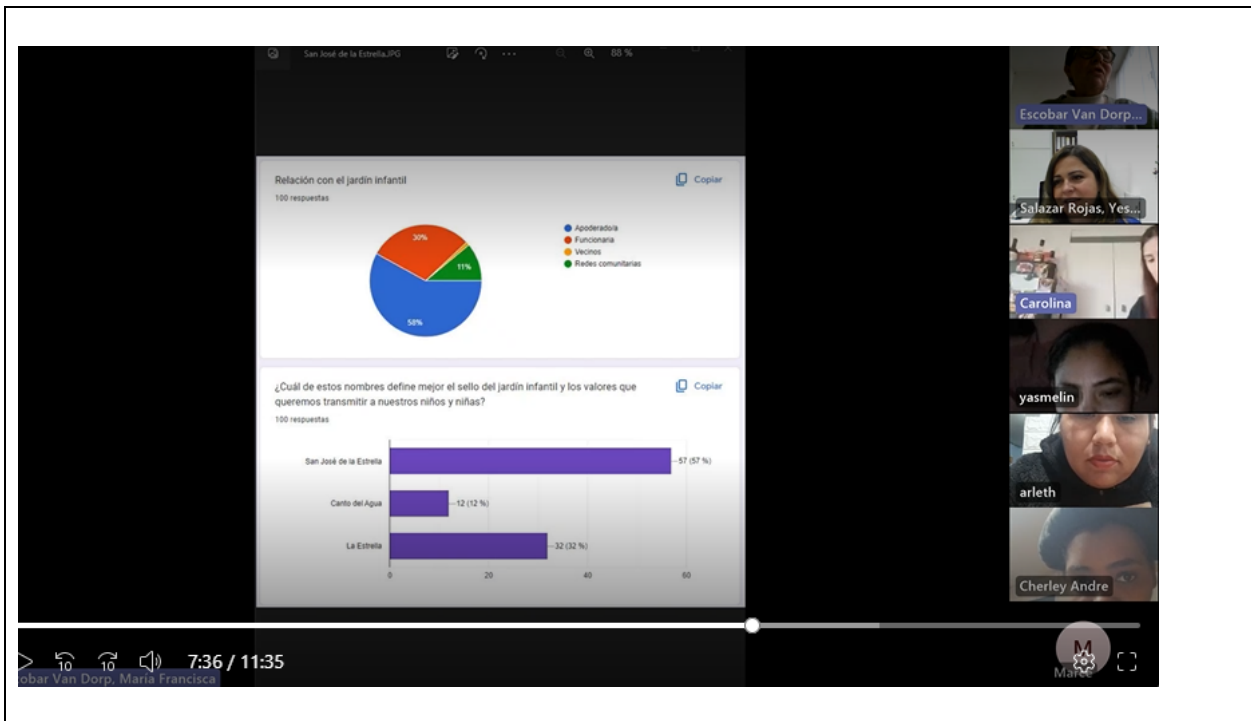 San José de la Estrella.JPG
88 %
Relación con el jardín infantil
Copiar
100 respuestas
30%
11%
58%
Apoderado/a
Funcionaria
Vecinos
Redes comunitarias
¿Cuál de estos nombres define mejor el sello del jardín infantil y los valores que
queremos transmitir a nuestros niños y niñas?
Copiar
100 respuestas
San José de la Estrella
57 (57 %)
Canto del Agua
12 (12 %)
La Estrella
32 (32 %)
0
20
40
60
Escobar Van Dorp...
Salazar Rojas, Yes...
Carolina
yasmelin
arleth
Cherley Andre
M
10
10
7:36 / 11:35
obar Van Dorp, María Francisca